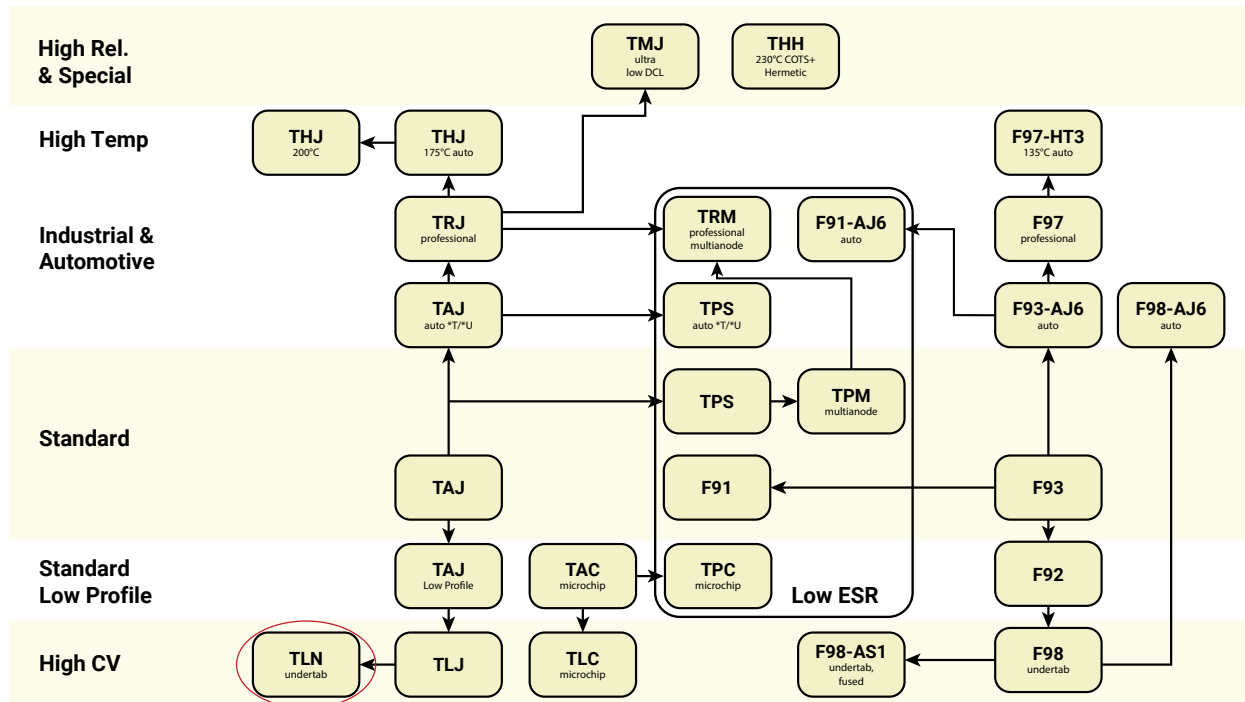 High Rel.
& Special
TMJ
ultra
low DCL
THH
230°C COTS+
Hermetic
High Temp
THJ
200°C
THJ
175°C auto
F97-HT3
135°C auto
Industrial &
Automotive
TRJ
professional
TRM
professional
multianode
F91-AJ6
auto
F97
professional
TAJ
auto *T/*U
TPS
auto *T/*U
F93-AJ6
auto
F98-AJ6
auto
Standard
TPS
TPM
multianode
TAJ
F91
F93
Standard
Low Profile
TAJ
Low Profile
TAC
microchip
TPC
microchip
Low ESR
F92
High CV
TLN
undertab
TLJ
TLC
microchip
F98-AS1
undertab,
fused
F98
undertab